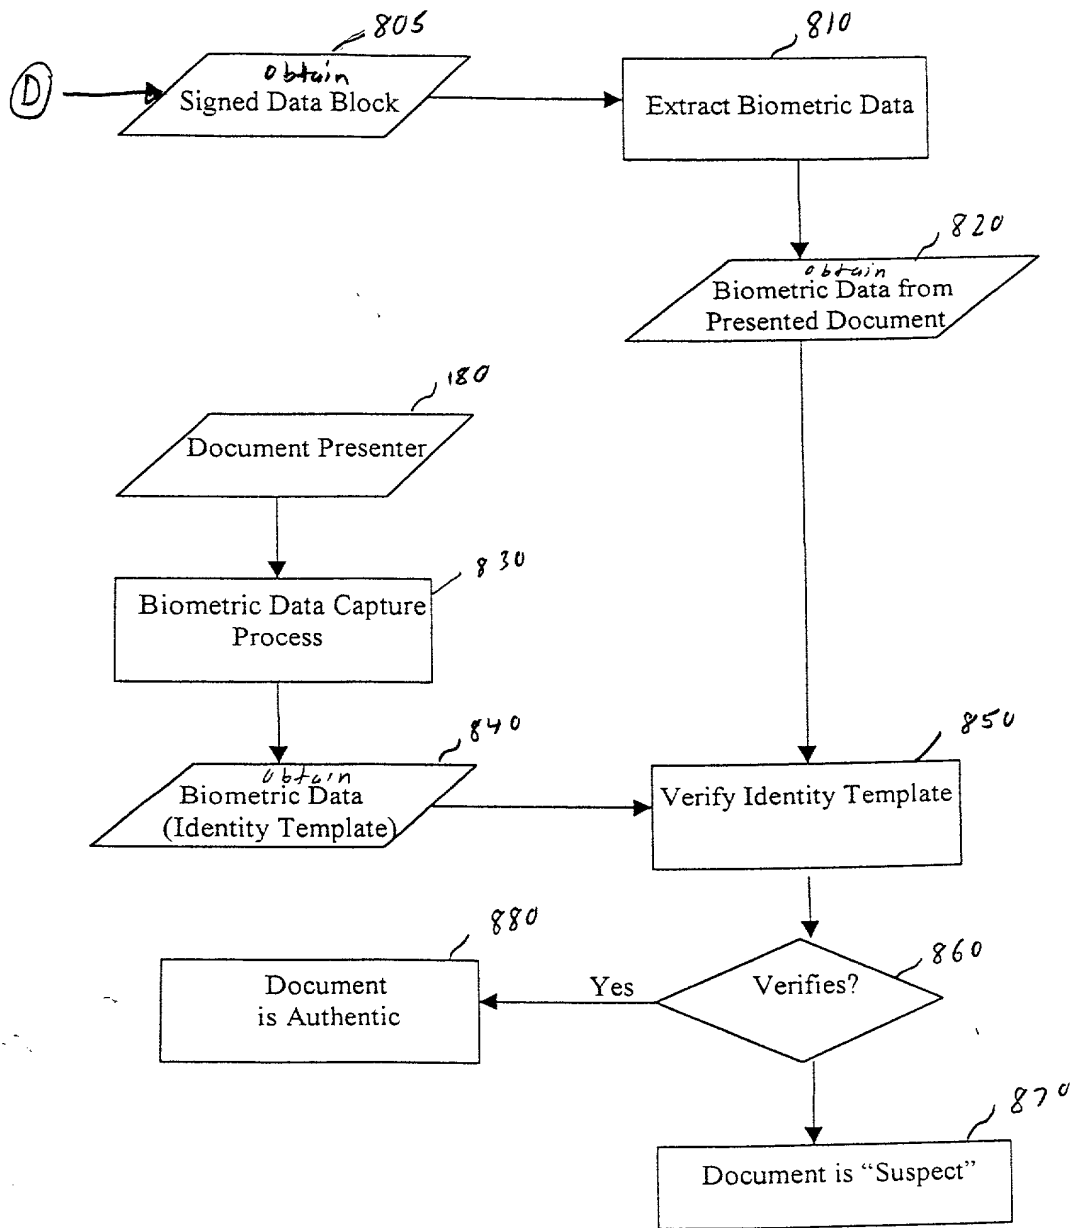 805
810
D
obtain
Signed Data Block
Extract Biometric Data
820
obtain
Biometric Data from
Presented Document
180
Document Presenter
830
Biometric Data Capture
Process
840
850
obtain
Biometric Data
(Identity Template)
Verify Identity Template
880
860
Document
is Authentic
Yes
Verifies?
870
Document is “Suspect”